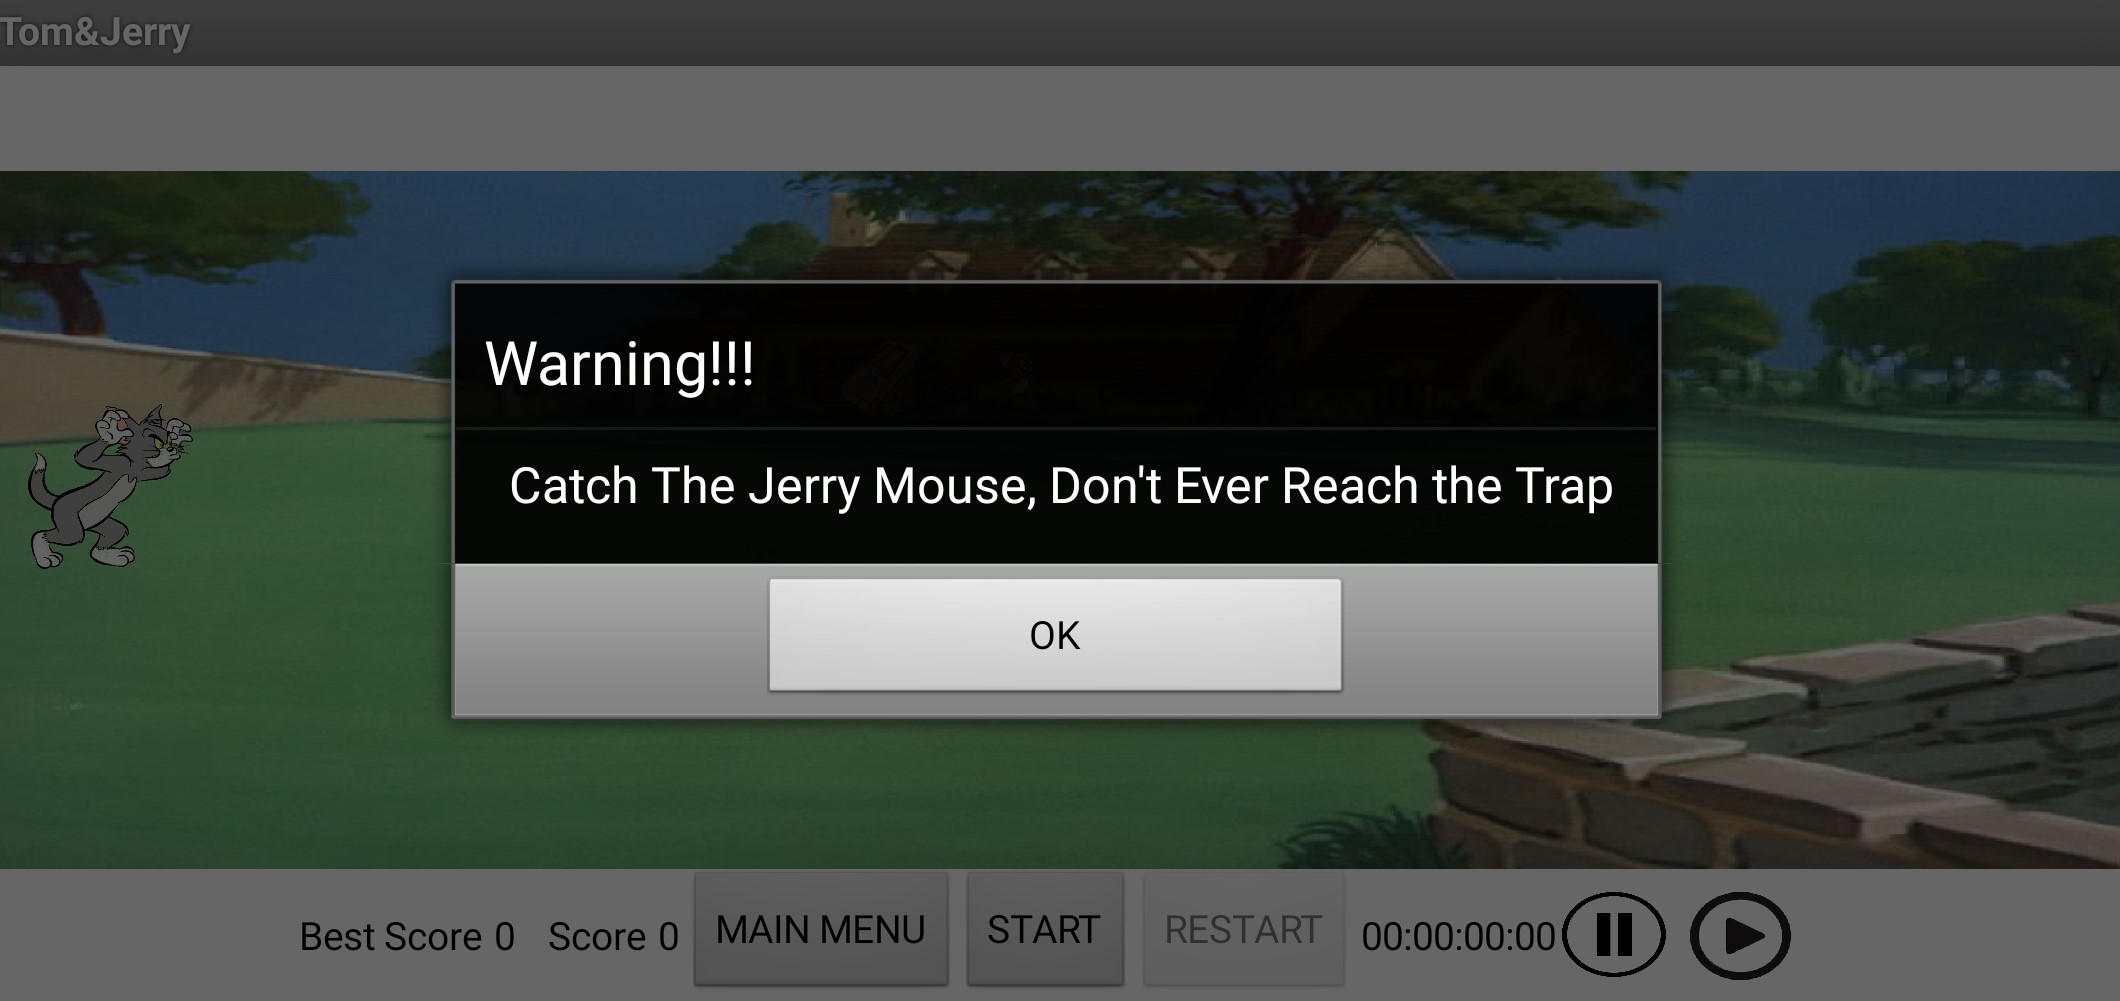 Tom&Jerry
Warning!!!
Catch The Jerry Mouse, Don't Ever Reach the Trap
OK
Best Score 0 Score 0 MAIN MENU START RESTART 00:00:00:00